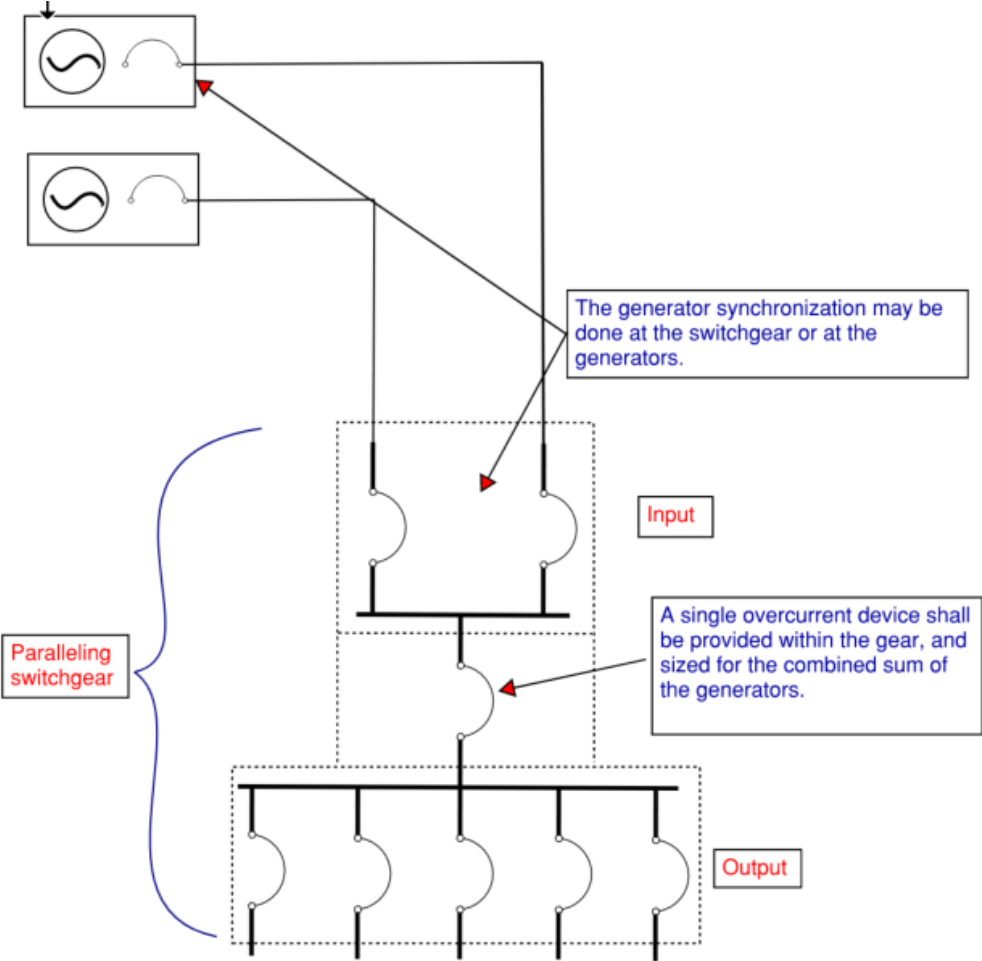 The generator synchronization may be
done at the switchgear or at the
generators.
Input
A single overcurrent device shall
be provided within the gear, and
sized for the combined sum of
the generators.
Paralleling
switchgear
Output